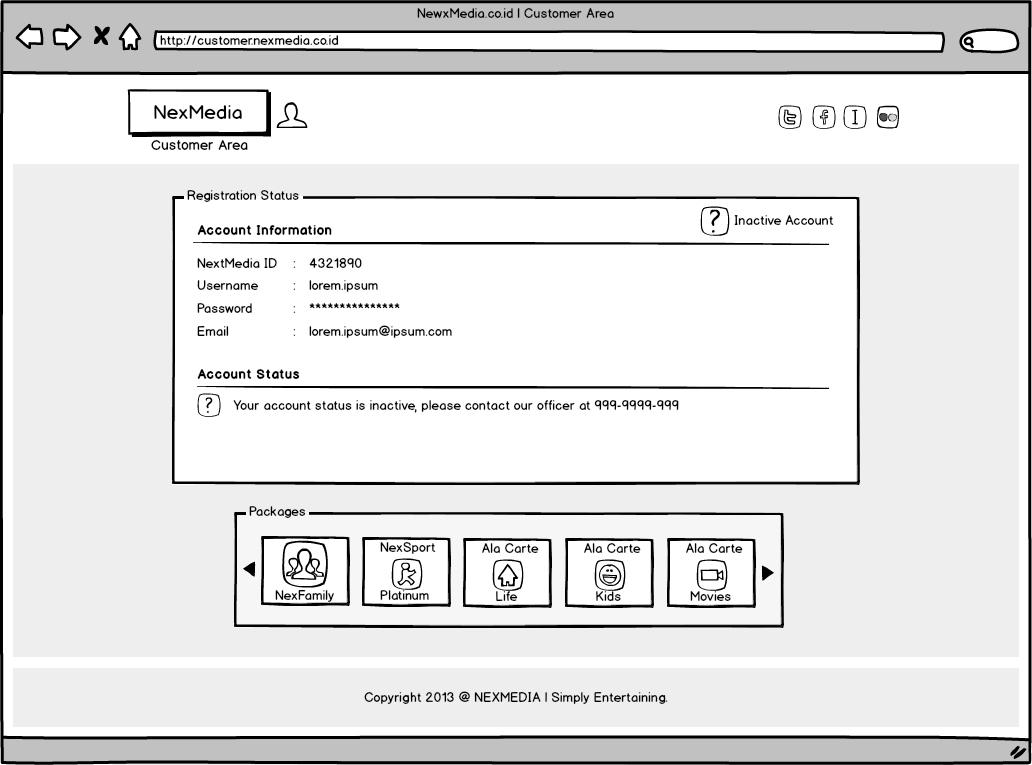 NewxMedia.co.id | Customer Area
http://customer.nexmedia.co.id
NexMedia
Customer Area
Registration Status
Inactive Account
Account Information
NextMedia ID : 4321890
Username : lorem.ipsum
Password : ***************
Email : lorem.ipsum@ipsum.com
Account Status
? Your account status is inactive, please contact our officer at 999-9999-999
Packages
NexFamily
NexSport
Platinum
Ala Carte
Life
Ala Carte
Kids
Ala Carte
Movies
Copyright 2013 @ NEXMEDIA | Simply Entertaining.